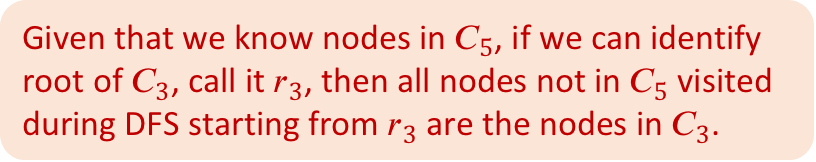 Given that we know nodes in C₅, if we can identify
root of C₃, call it r₃, then all nodes not in C₅ visited
during DFS starting from r₃ are the nodes in C₃.